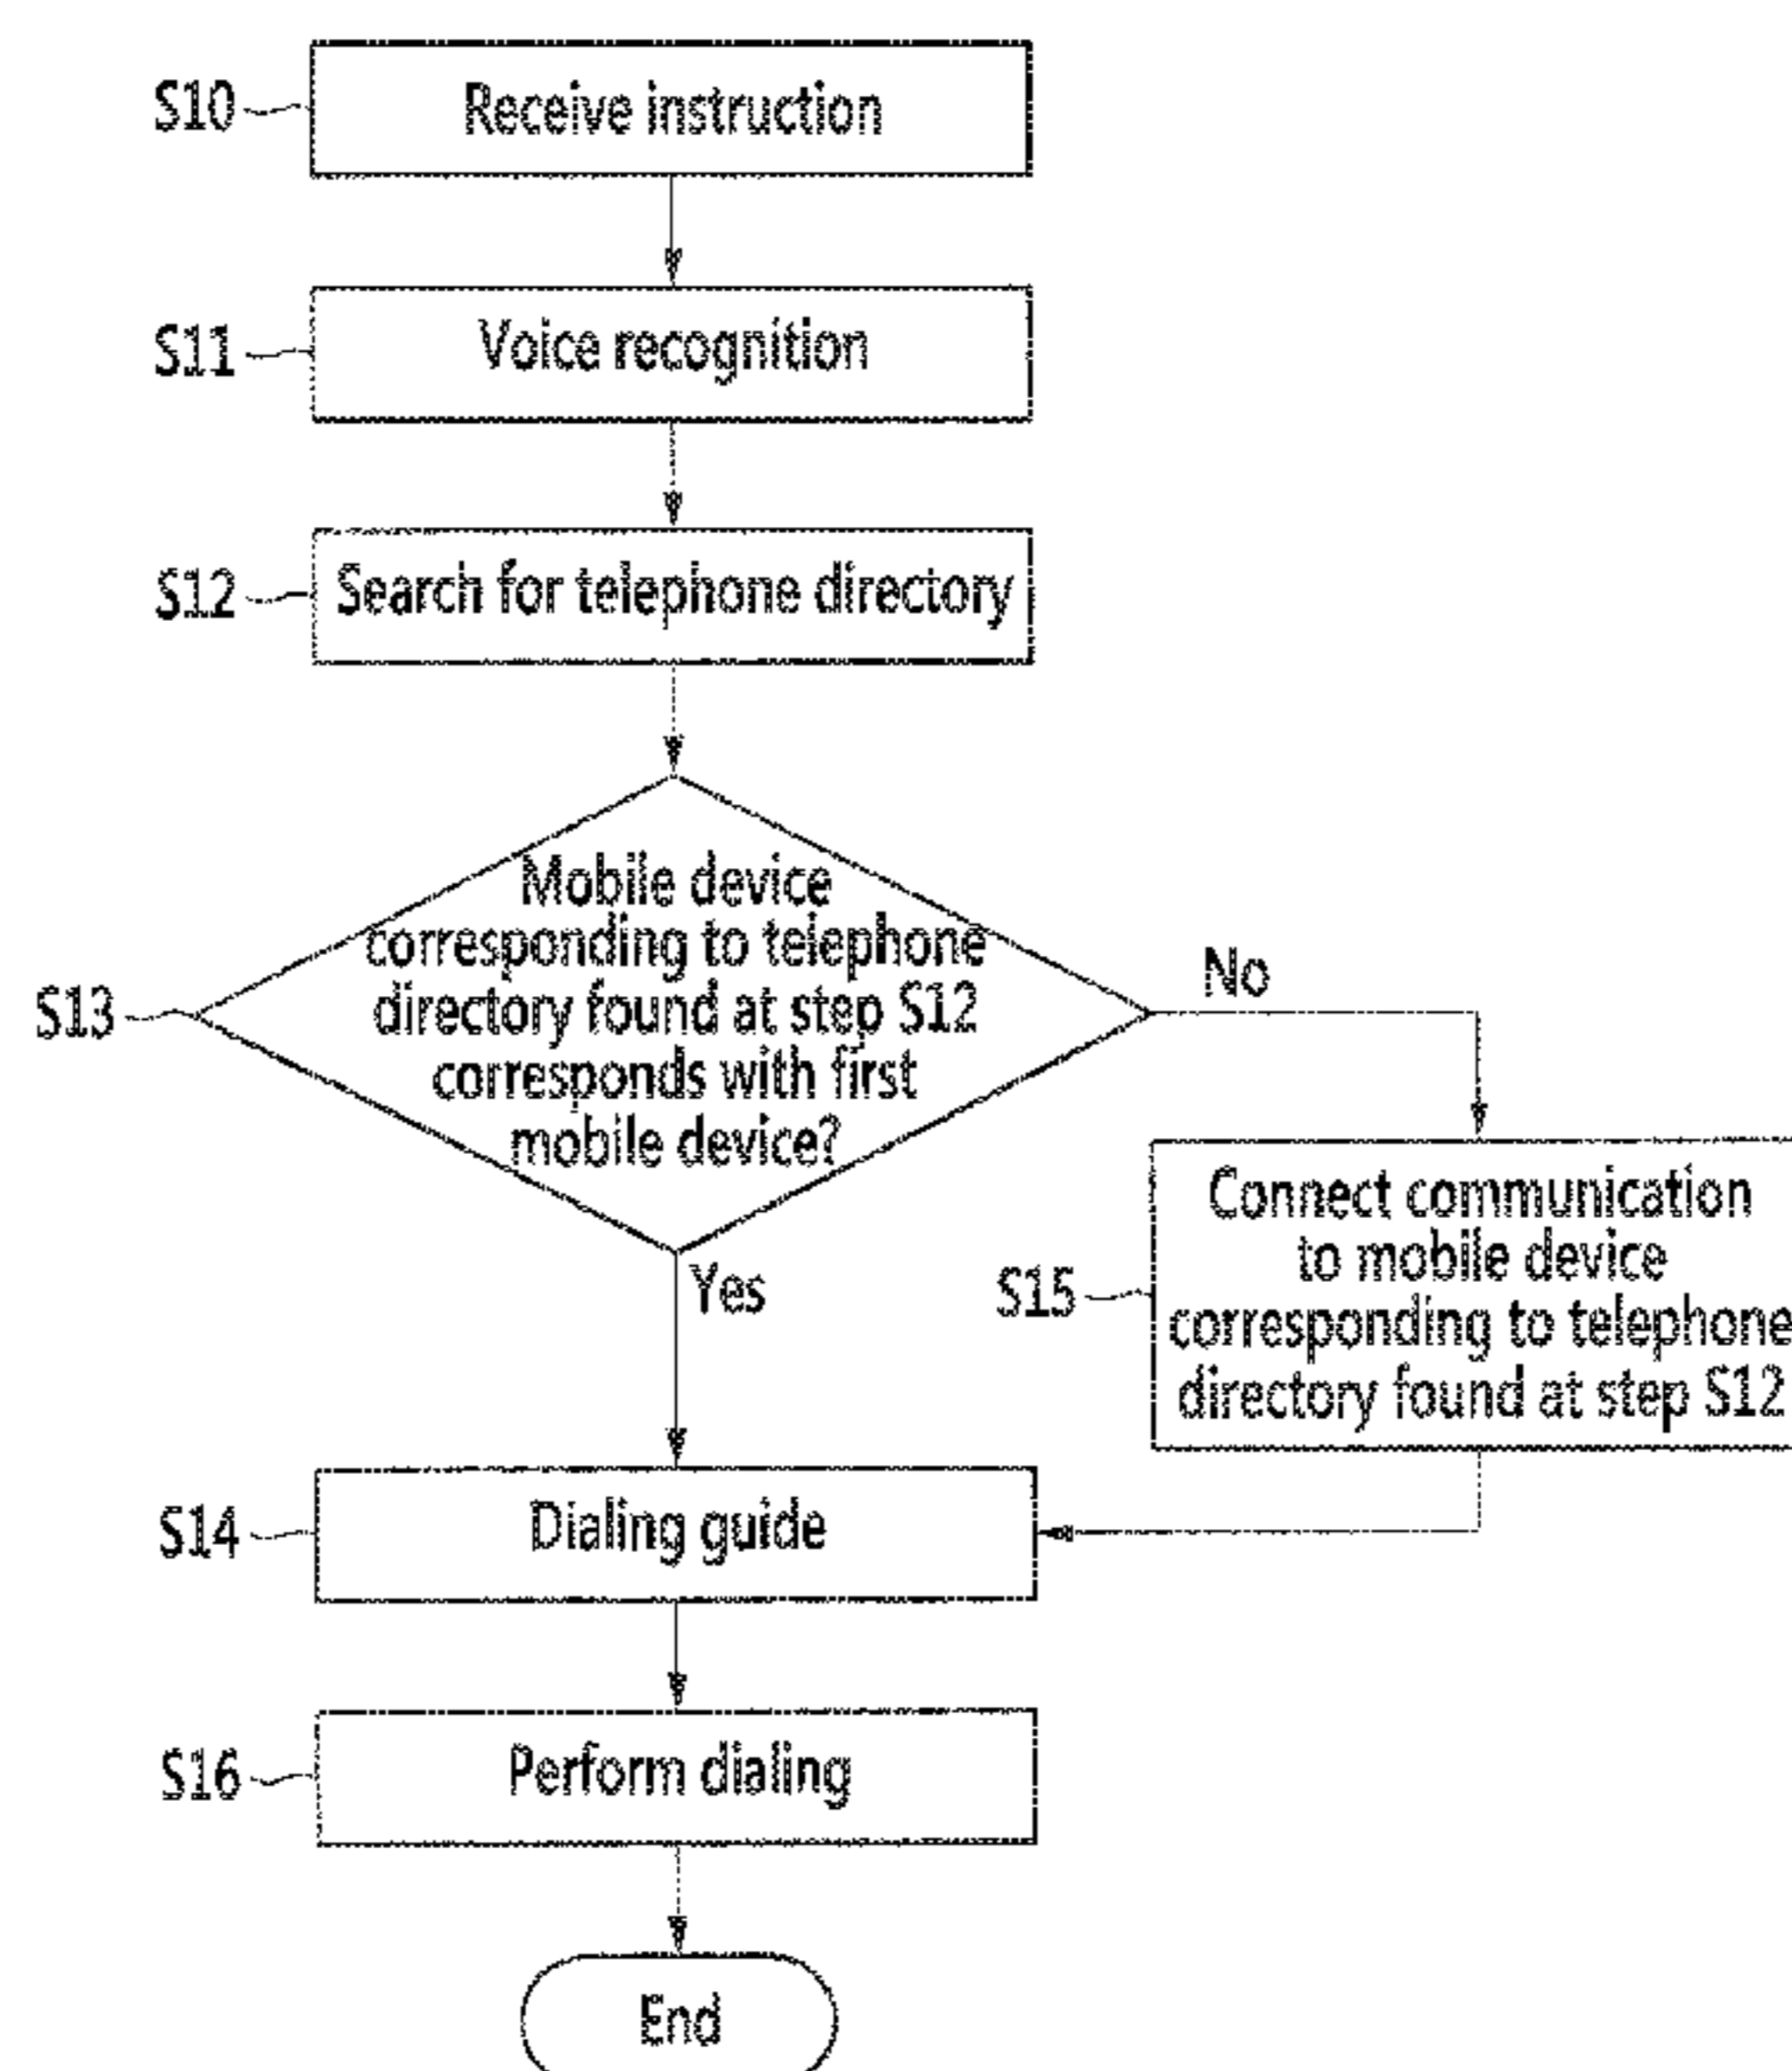 S10
Receive instruction
S11
Voice recognition
S12
Search for telephone directory
S13
Mobile device
corresponding to telephone
directory found at step S12
corresponds with first
mobile device?
No
Yes
S15
Connect communication
to mobile device
corresponding to telephone
directory found at step S12
S14
Dialing guide
S16
Perform dialing
End